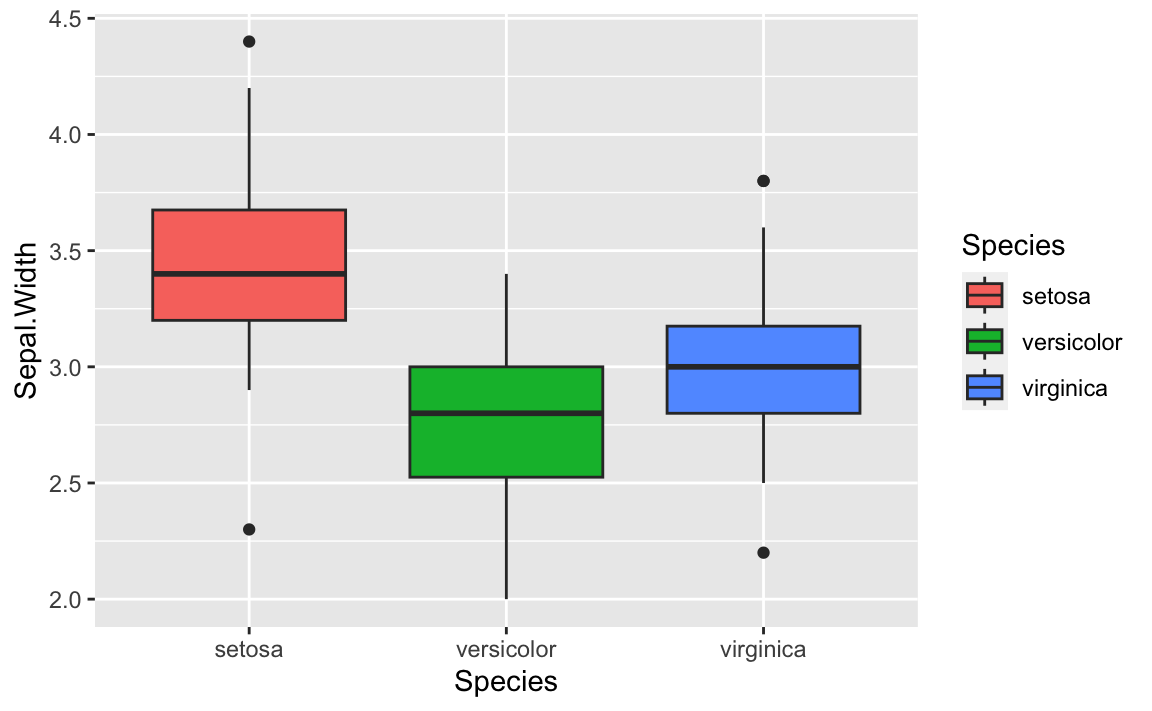 4.5
4.0
3.5
3.0
2.5
2.0
Sepal.Width
setosa versicolor virginica
Species
Species
setosa
versicolor
virginica